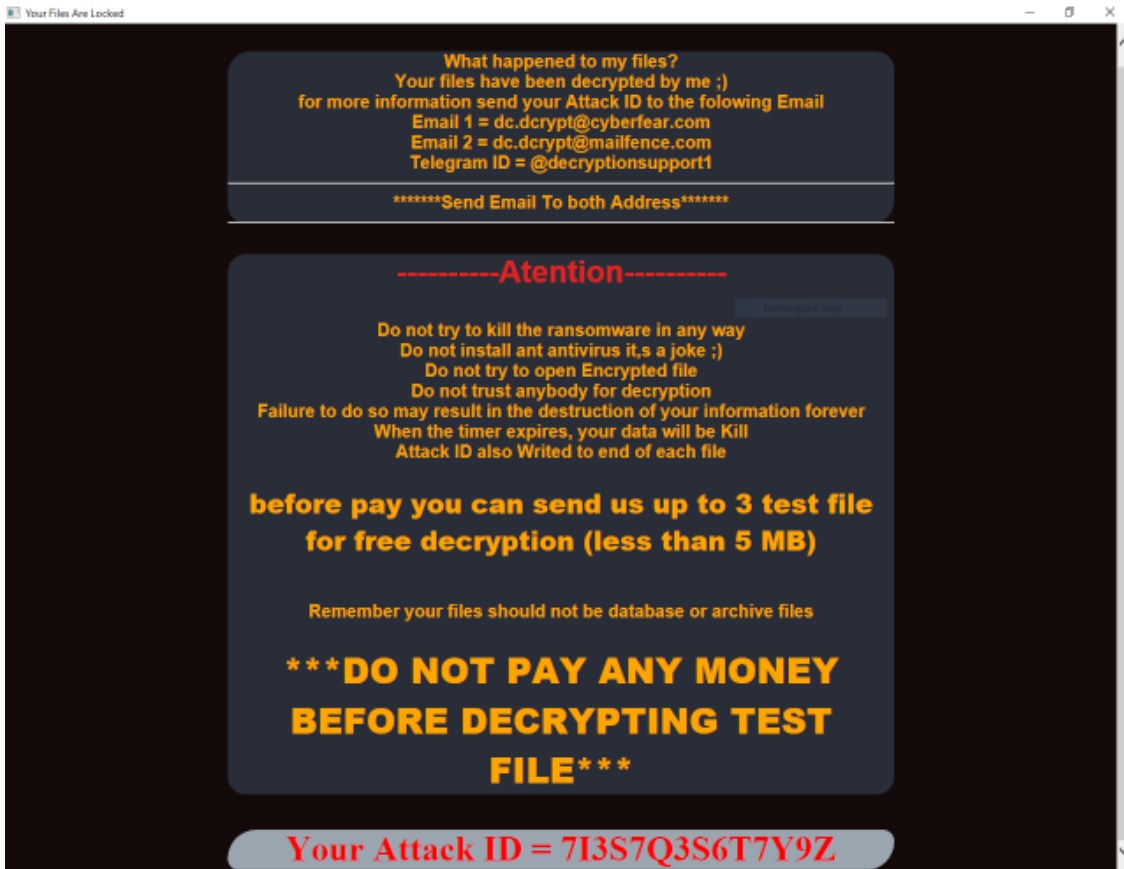 Your Files Are Locked
What happened to my files?
Your files have been decrypted by me ;)
for more information send your Attack ID to the folowing Email
Email 1 = dc.dcrypt@cyberfear.com
Email 2 = dc.dcrypt@mailfence.com
Telegram ID = @decryptionsupport1
*******Send Email To both Address*******
----------Atention----------
Rectangular Snip
Do not try to kill the ransomware in any way
Do not install ant antivirus it,s a joke ;)
Do not try to open Encrypted file
Do not trust anybody for decryption
Failure to do so may result in the destruction of your information forever
When the timer expires, your data will be Kill
Attack ID also Writed to end of each file
before pay you can send us up to 3 test file
for free decryption (less than 5 MB)
Remember your files should not be database or archive files
***DO NOT PAY ANY MONEY
BEFORE DECRYPTING TEST
FILE***
Your Attack ID = 7I3S7Q3S6T7Y9Z